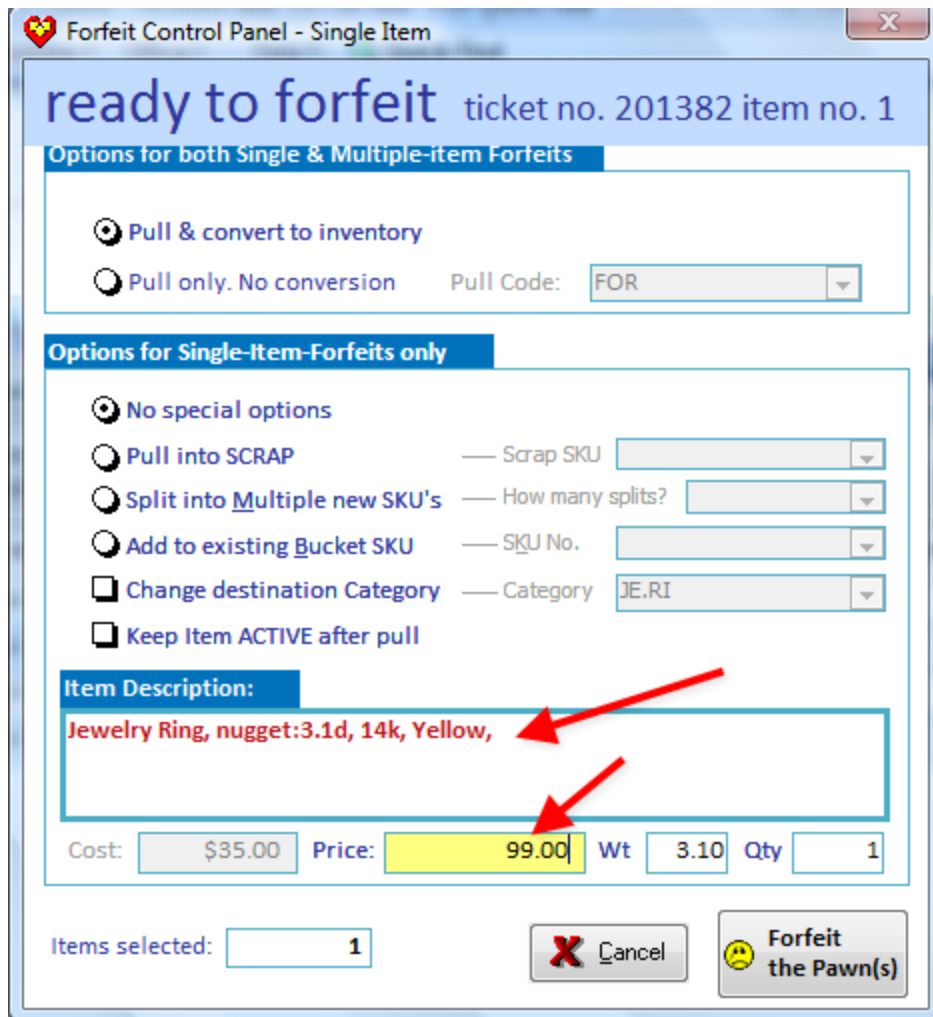 Forfeit Control Panel - Single Item
X
ready to forfeit ticket no. 201382 item no. 1
Options for both Single & Multiple-item Forfeits
Pull & convert to inventory
Pull only. No conversion Pull Code: FOR
Options for Single-Item-Forfeits only
No special options
Pull into SCRAP Scrap SKU
Split into Multiple new SKU's How many splits?
Add to existing Bucket SKU SKU No.
Change destination Category Category JE.RI
Keep Item ACTIVE after pull
Item Description:
Jewelry Ring, nugget:3.1d, 14k, Yellow,
Cost: $35.00 Price: 99.00 Wt 3.10 Qty 1
Items selected: 1 Cancel Forfeit
the Pawn(s)